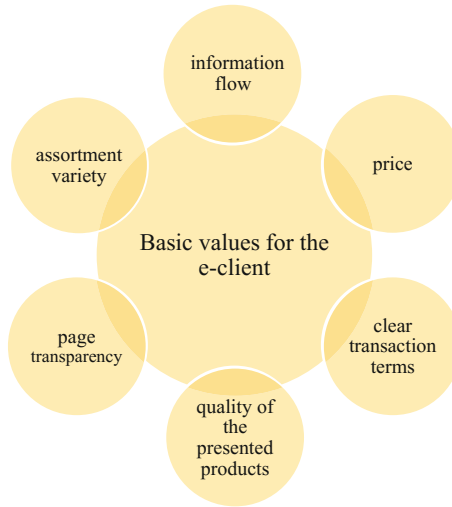 information
flow
assortment
variety
price
Basic values for the
e-client
page
transparency
clear
transaction
terms
quality of
the
presented
products